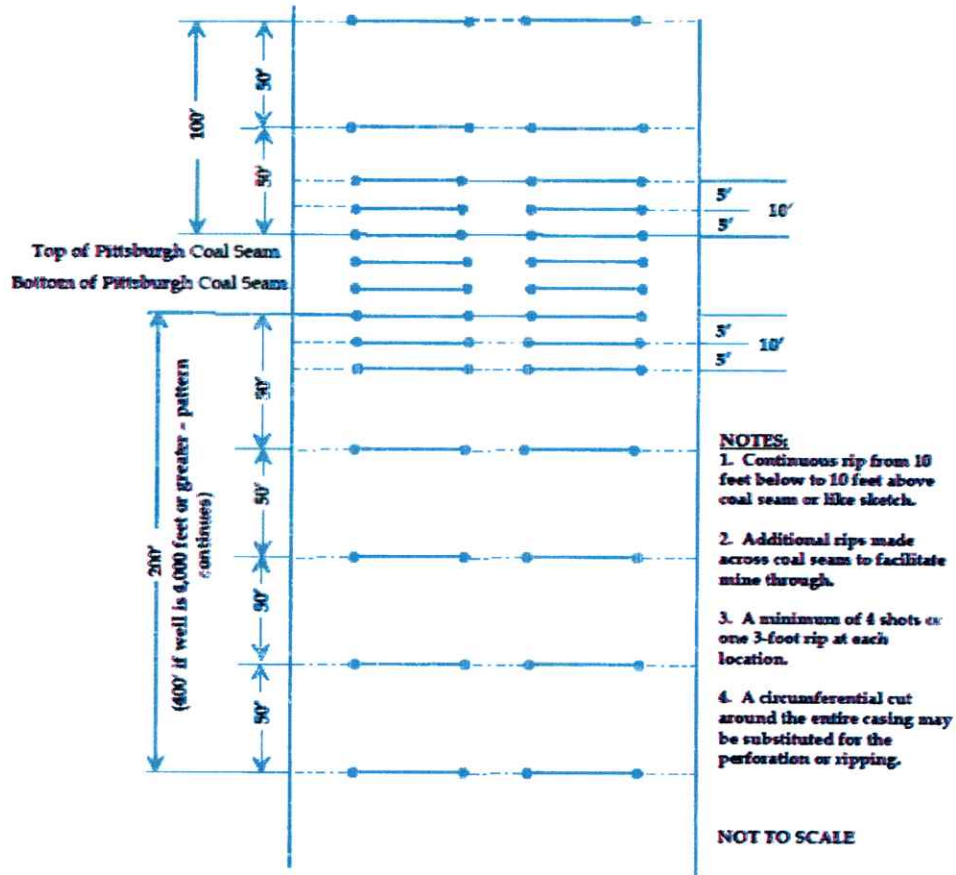 100'
50'
50'
5'
10'
5'
Top of Pittsburgh Coal Seam
Bottom of Pittsburgh Coal Seam
5'
10'
5'
200'
(400' if well is 4,000 feet or greater - pattern
continues)
50'
50'
50'
50'
NOTES:
1. Continuous rip from 10
feet below to 10 feet above
coal seam or like sketch.
2. Additional rips made
across coal seam to facilitate
mine through.
3. A minimum of 4 shots or
one 3-foot rip at each
location.
4. A circumferential cut
around the entire casing may
be substituted for the
perforation or ripping.
NOT TO SCALE